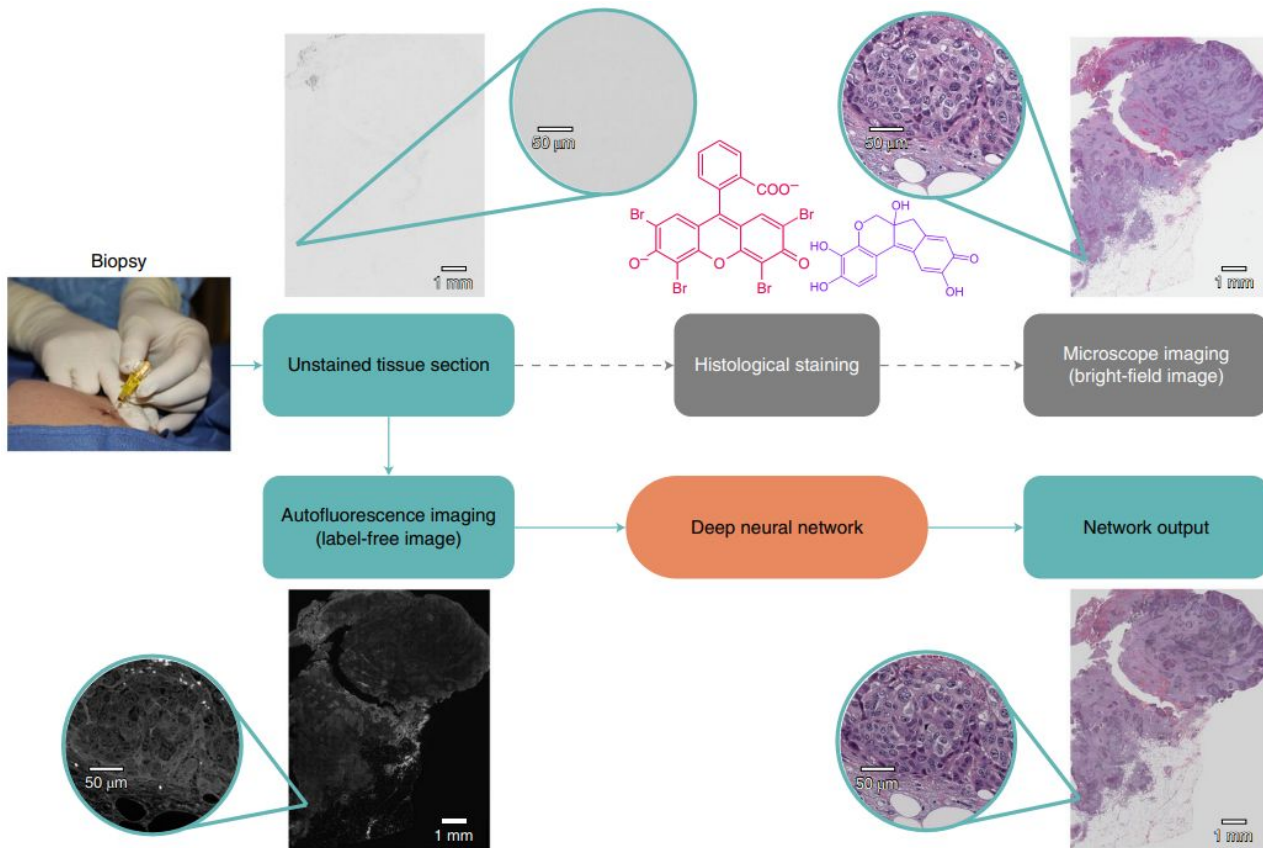 50 μm
1 mm
COO⁻
Br
Br
O⁻
O
O
Br
Br
OH
O
HO
HO
O
OH
50 μm
1 mm
Biopsy
Unstained tissue section
Histological staining
Microscope imaging
(bright-field image)
Autofluorescence imaging
(label-free image)
Deep neural network
Network output
50 μm
1 mm
50 μm
1 mm